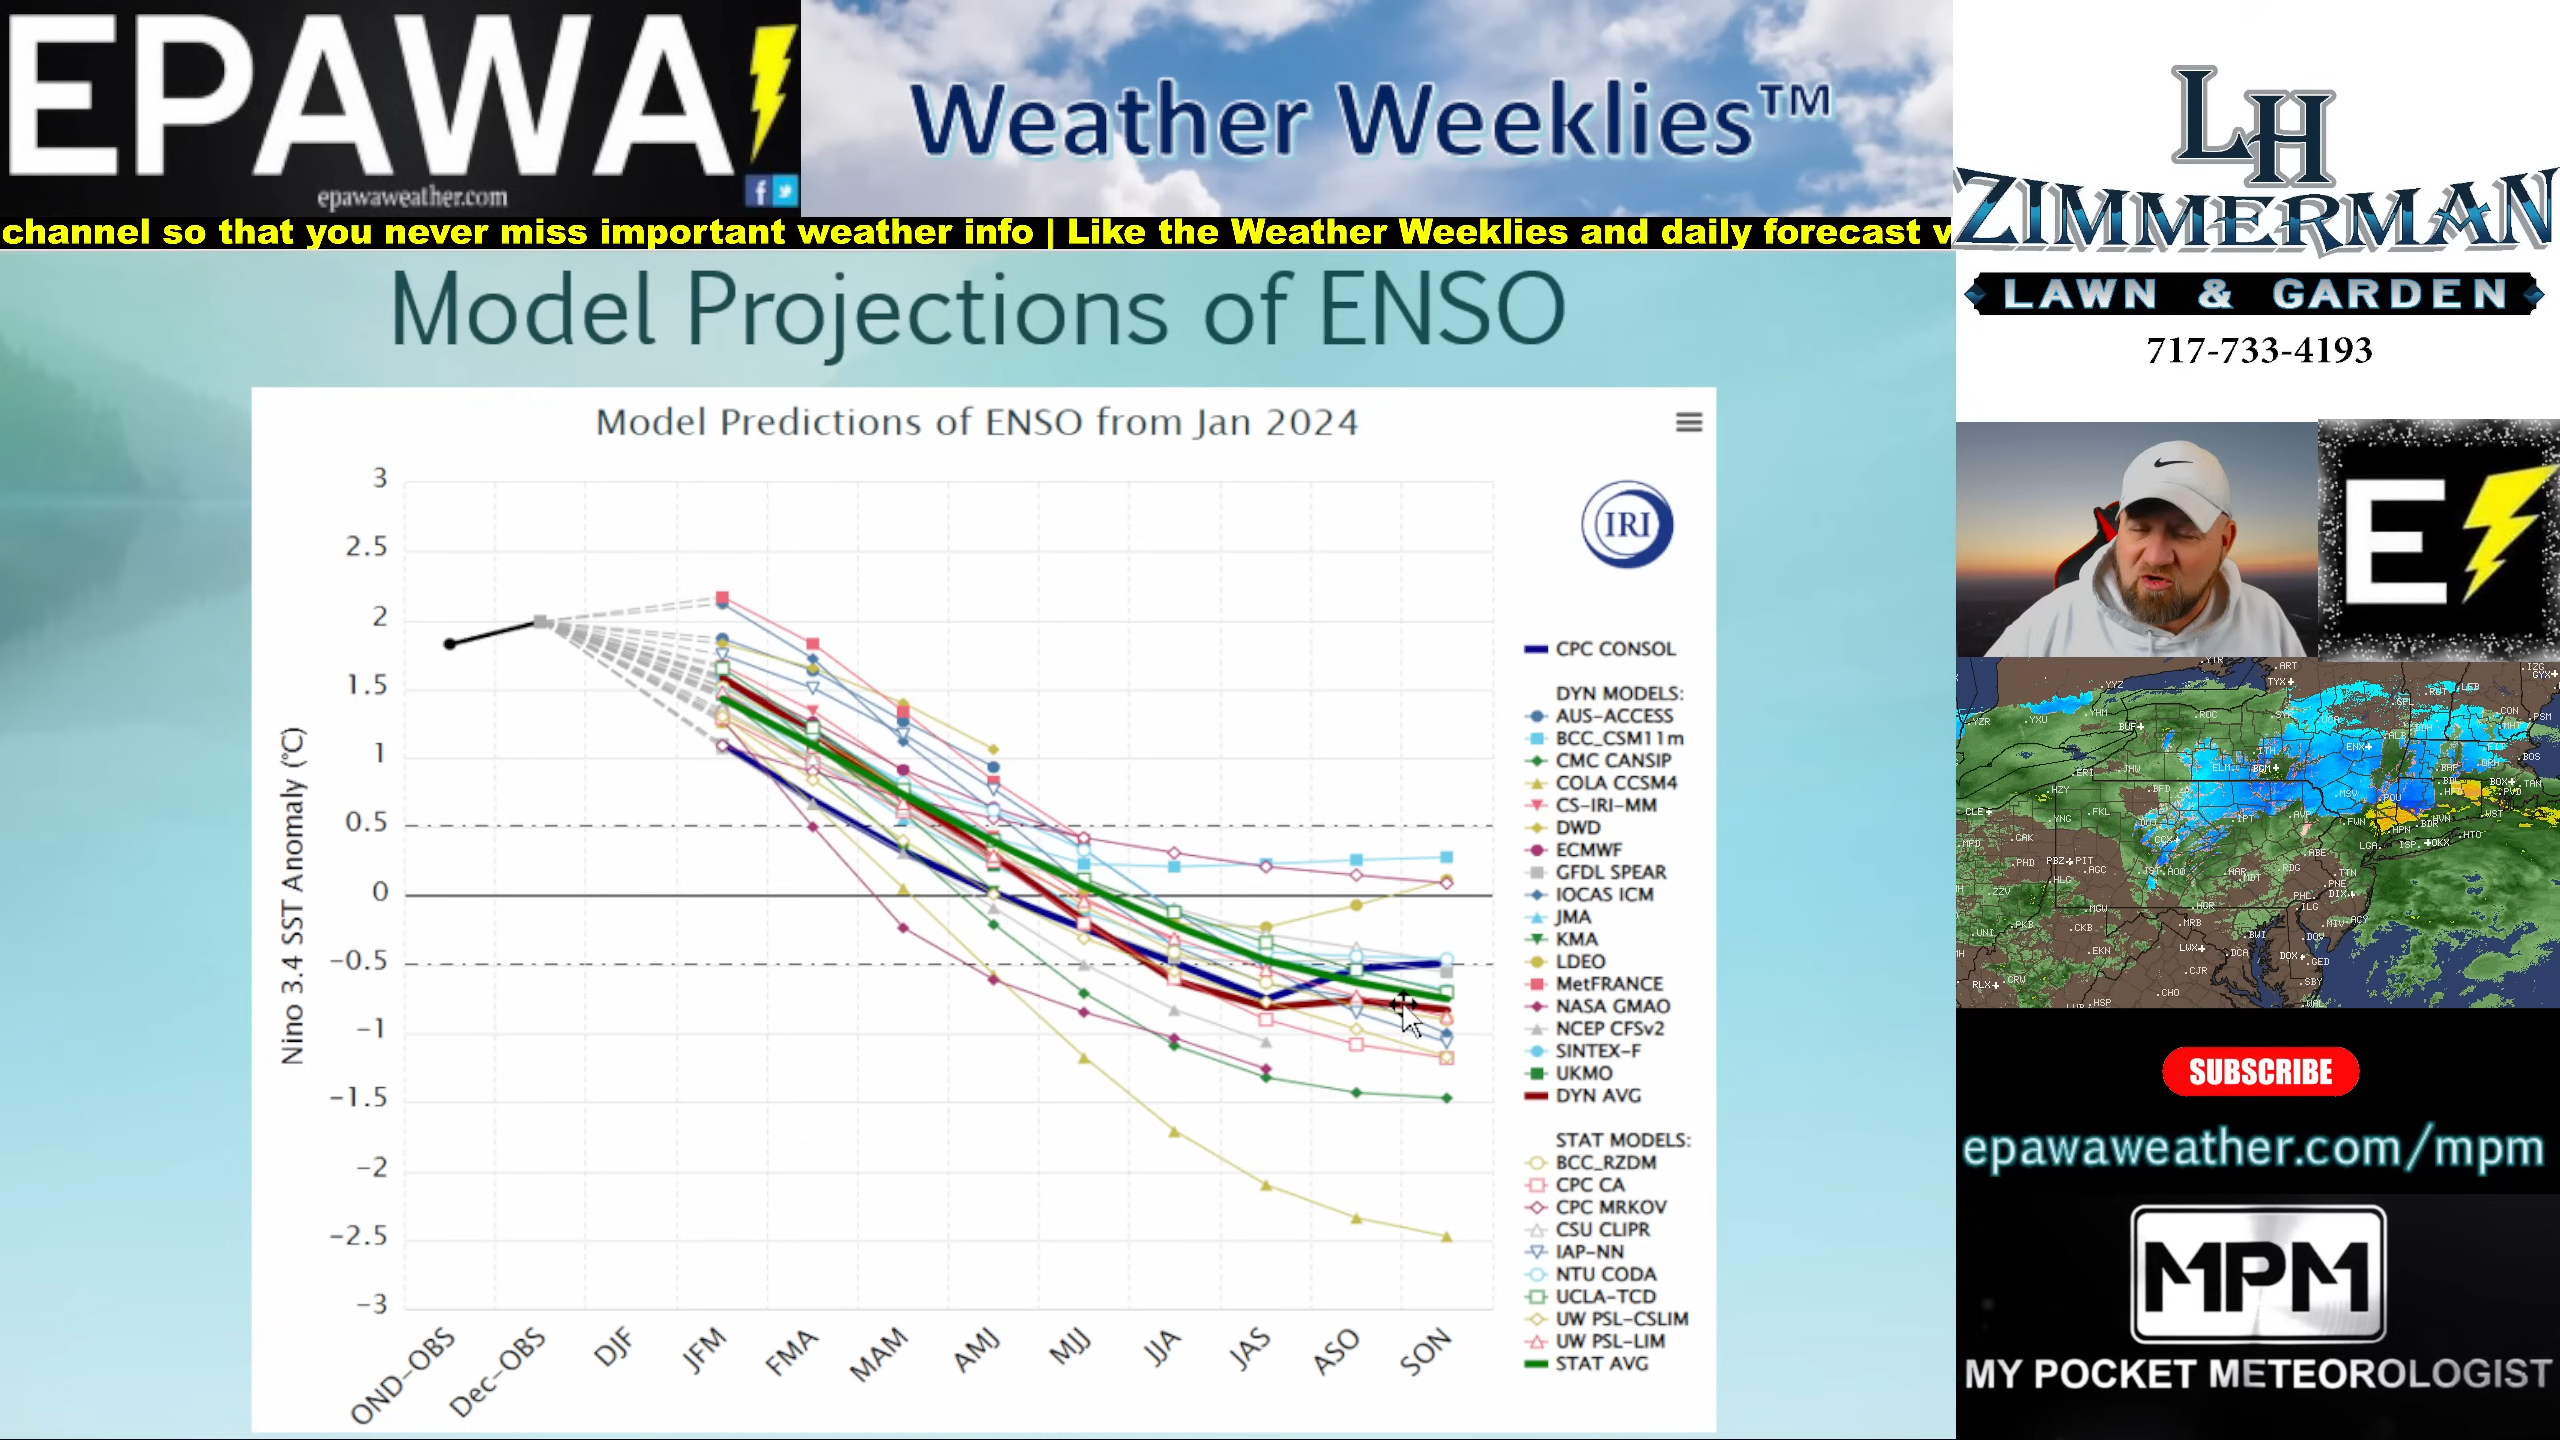 EPAWA
epawaweather.com
Weather Weeklies™
channel so that you never miss important weather info | Like the Weather Weeklies and daily forecast v
LH
ZIMMERMAN
LAWN & GARDEN
717-733-4193
Model Projections of ENSO
Model Predictions of ENSO from Jan 2024
IRI
Nino 3.4 SST Anomaly (°C)
3
2.5
2
1.5
1
0.5
0
-0.5
-1
-1.5
-2
-2.5
-3
OND-OBS
Dec-OBS
DJF
JFM
FMA
MAM
AMJ
MJJ
JJA
JAS
ASO
SON
CPC CONSOL
DYN MODELS:
AUS-ACCESS
BCC_CSM11m
CMC CANSIP
COLA CCSM4
CS-IRI-MM
DWD
ECMWF
GFDL SPEAR
IOCAS ICM
JMA
KMA
LDEO
MetFRANCE
NASA GMAO
NCEP CFSv2
SINTEX-F
UKMO
DYN AVG
STAT MODELS:
BCC_RZDM
CPC CA
CPC MRKOV
CSU CLIPR
IAP-NN
NTU CODA
UCLA-TCD
UW PSL-CSLIM
UW PSL-LIM
STAT AVG
E
SUBSCRIBE
epawaweather.com/mpm
MPM
MY POCKET METEOROLOGIST